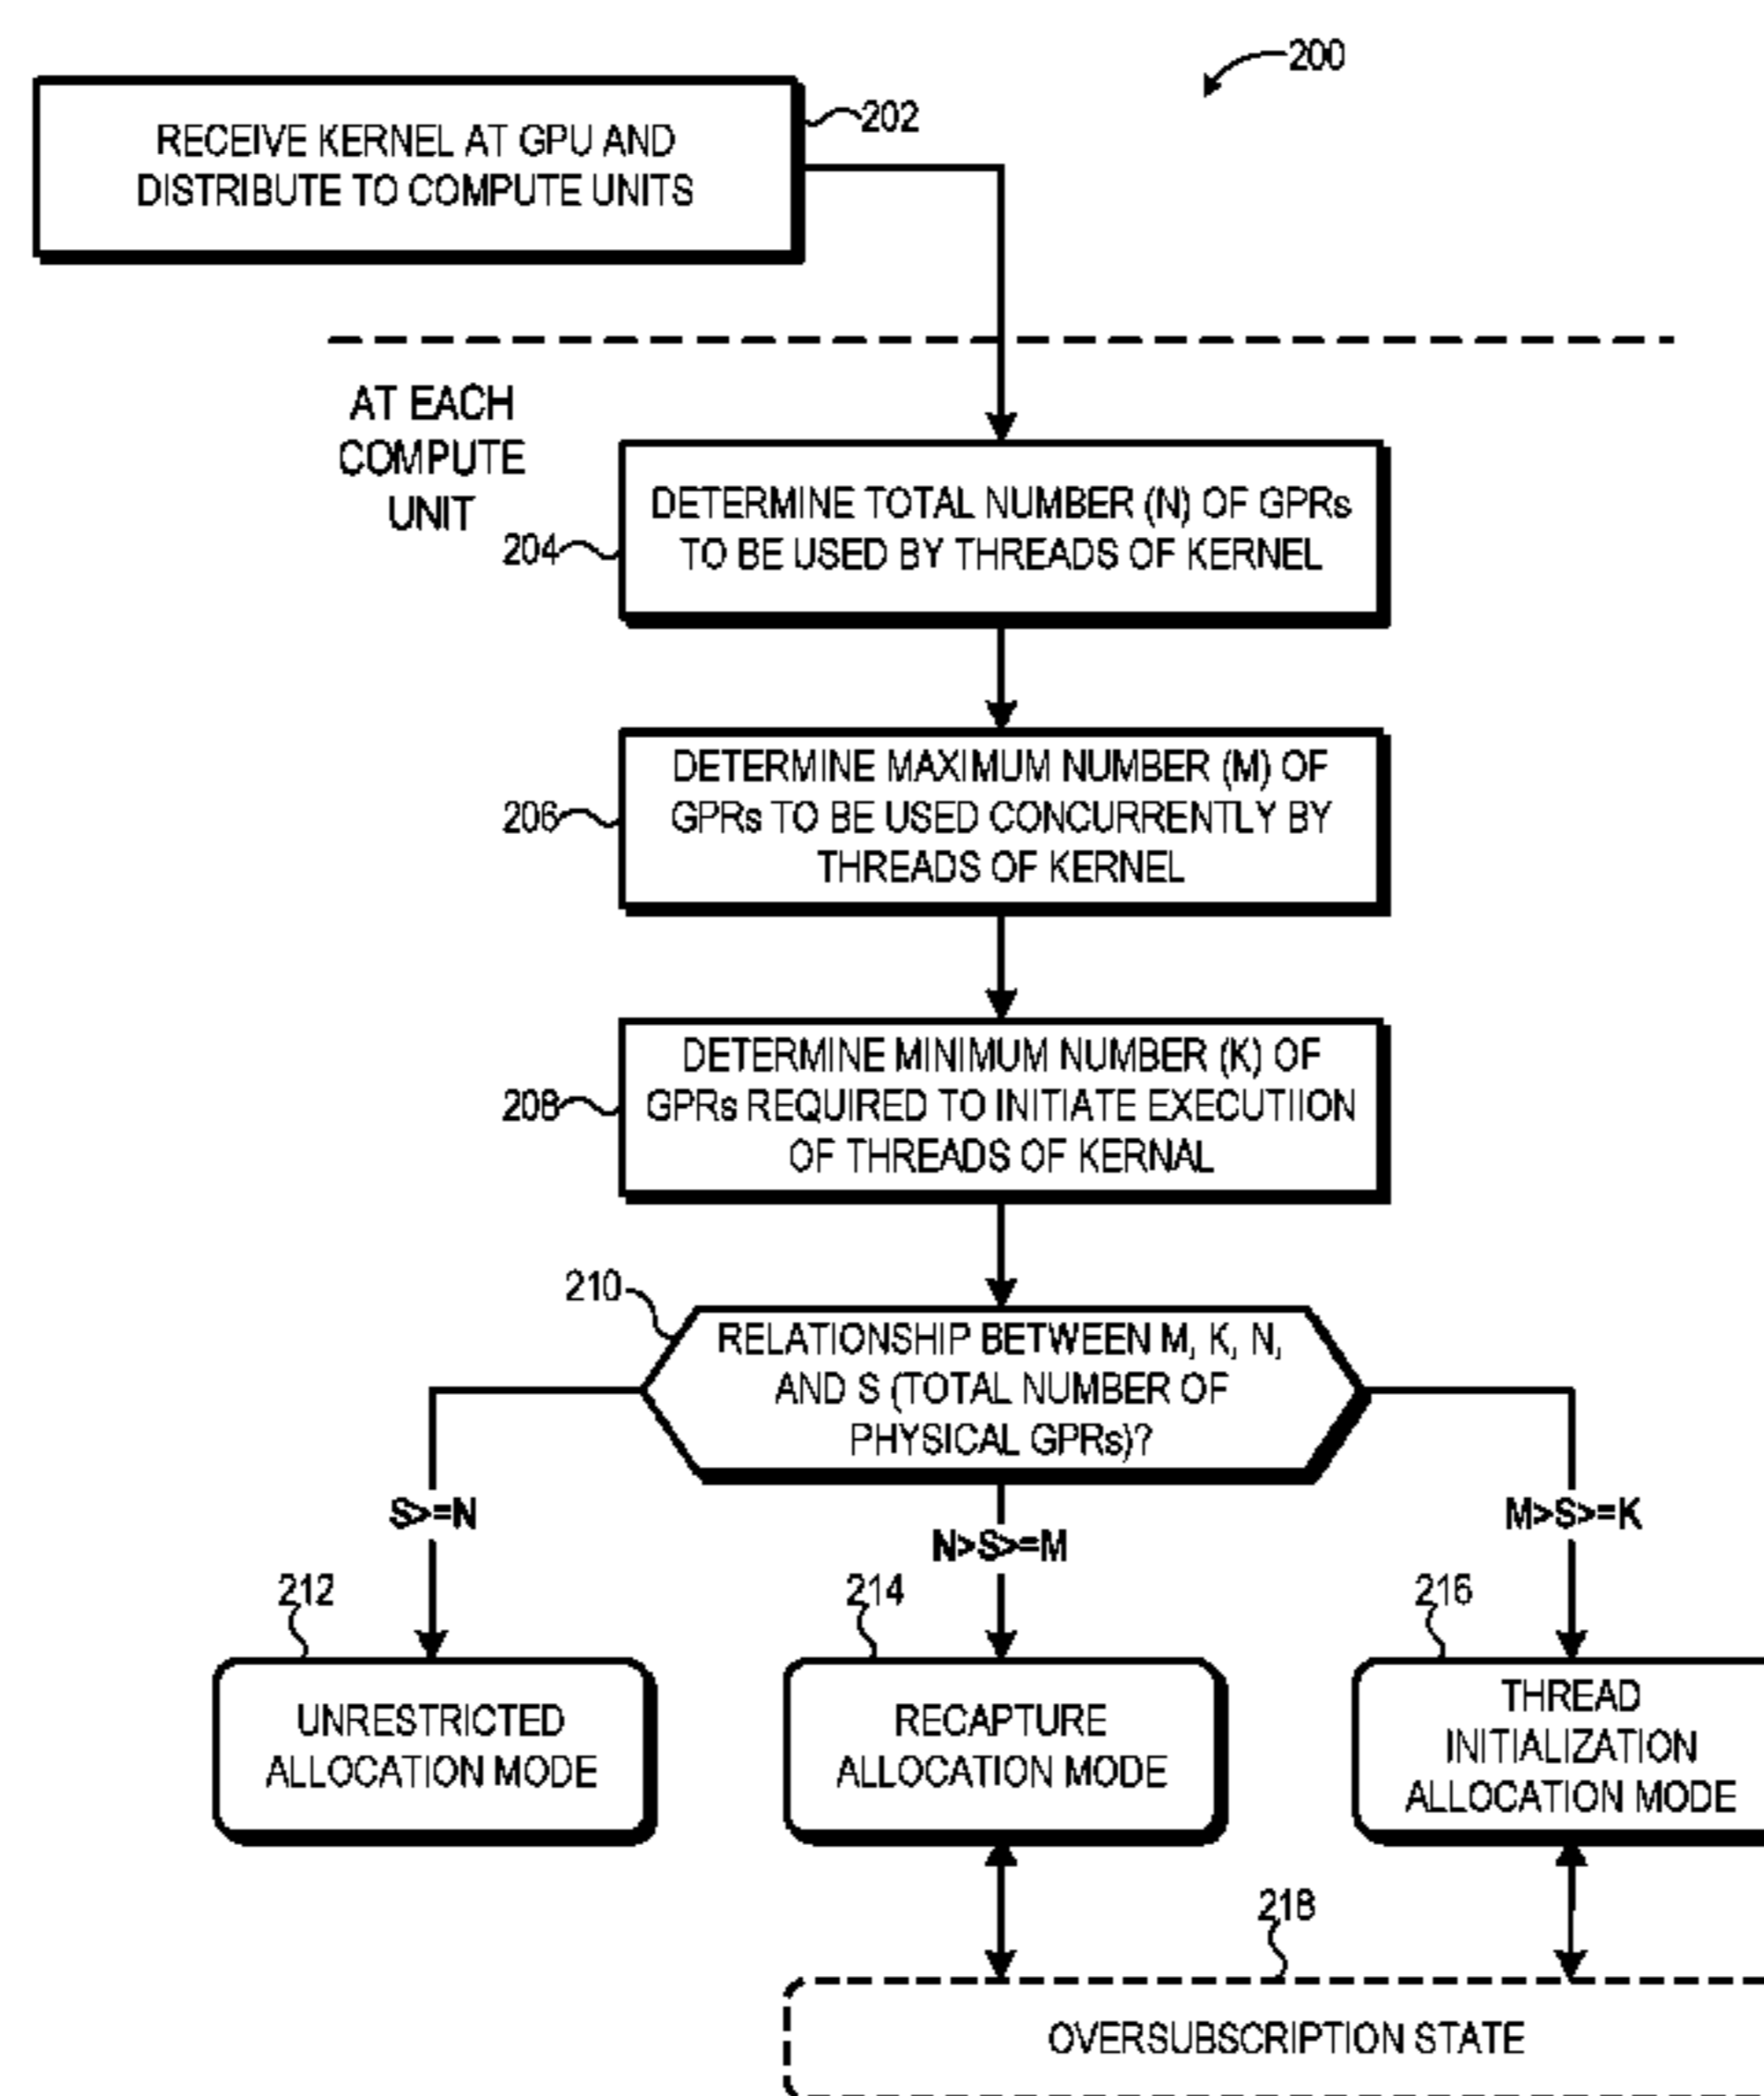 200
202
RECEIVE KERNEL AT GPU AND
DISTRIBUTE TO COMPUTE UNITS
AT EACH
COMPUTE
UNIT
204
DETERMINE TOTAL NUMBER (N) OF GPRs
TO BE USED BY THREADS OF KERNEL
206
DETERMINE MAXIMUM NUMBER (M) OF
GPRs TO BE USED CONCURRENTLY BY
THREADS OF KERNEL
208
DETERMINE MINIMUM NUMBER (K) OF
GPRs REQUIRED TO INITIATE EXECUTIION
OF THREADS OF KERNAL
210
RELATIONSHIP BETWEEN M, K, N,
AND S (TOTAL NUMBER OF
PHYSICAL GPRs)?
S>=N
N>S>=M
M>S>=K
212
214
216
UNRESTRICTED
ALLOCATION MODE
RECAPTURE
ALLOCATION MODE
THREAD
INITIALIZATION
ALLOCATION MODE
218
OVERSUBSCRIPTION STATE